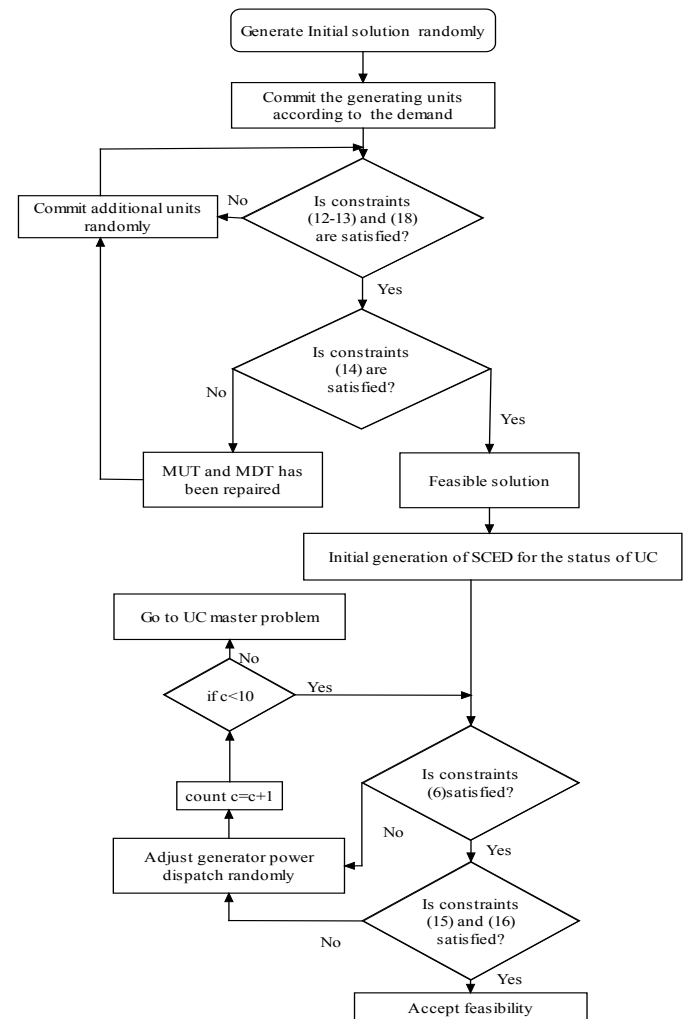 Generate Initial solution randomly
Commit the generating units
according to the demand
No
Is constraints
(12-13) and (18)
are satisfied?
Commit additional units
randomly
Yes
Is constraints
(14) are
satisfied?
No
Yes
MUT and MDT has
been repaired
Feasible solution
Initial generation of SCED for the status of UC
Go to UC master problem
No
if c<10
Yes
Is constraints
(6)satisfied?
count c=c+1
No
Yes
Adjust generator power
dispatch randomly
Is constraints
(15) and (16)
satisfied?
No
Yes
Accept feasibility